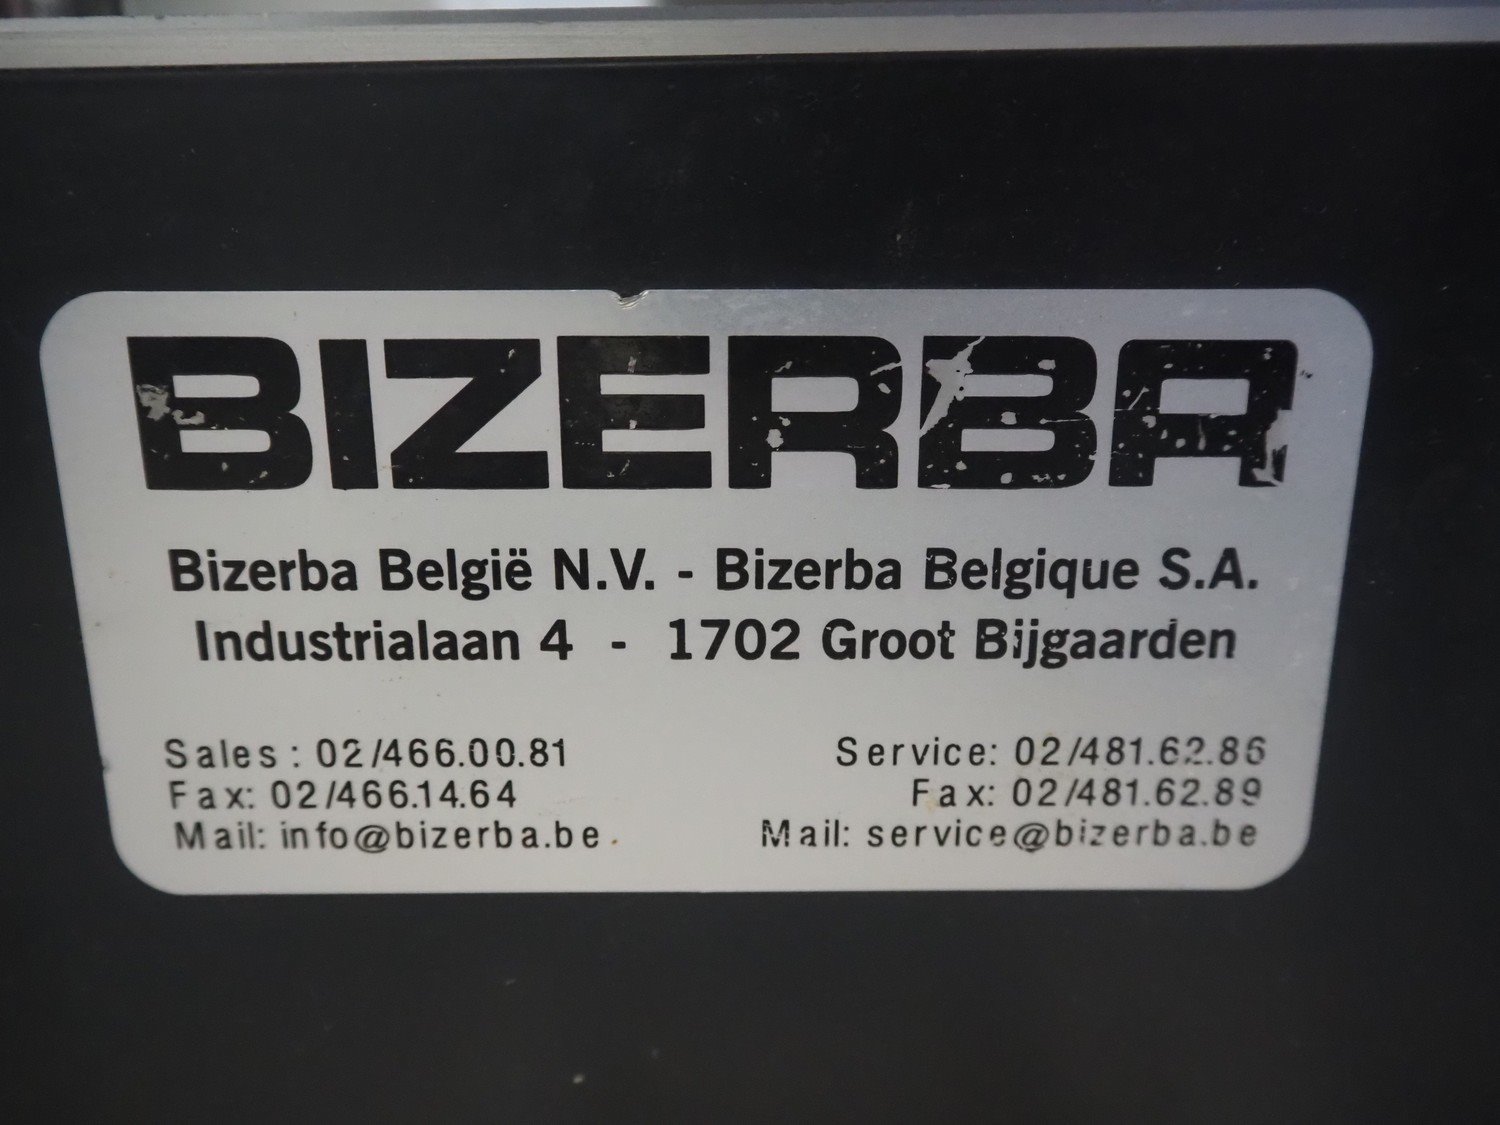 BIZERBA
Bizerba België N.V. - Bizerba Belgique S.A.
Industrialaan 4 - 1702 Groot Bijgaarden
Sales : 02/466.00.81
Fax: 02/466.14.64
Mail: info@bizerba.be
Service: 02/481.62.86
Fax: 02/481.62.89
Mail: service@bizerba.be